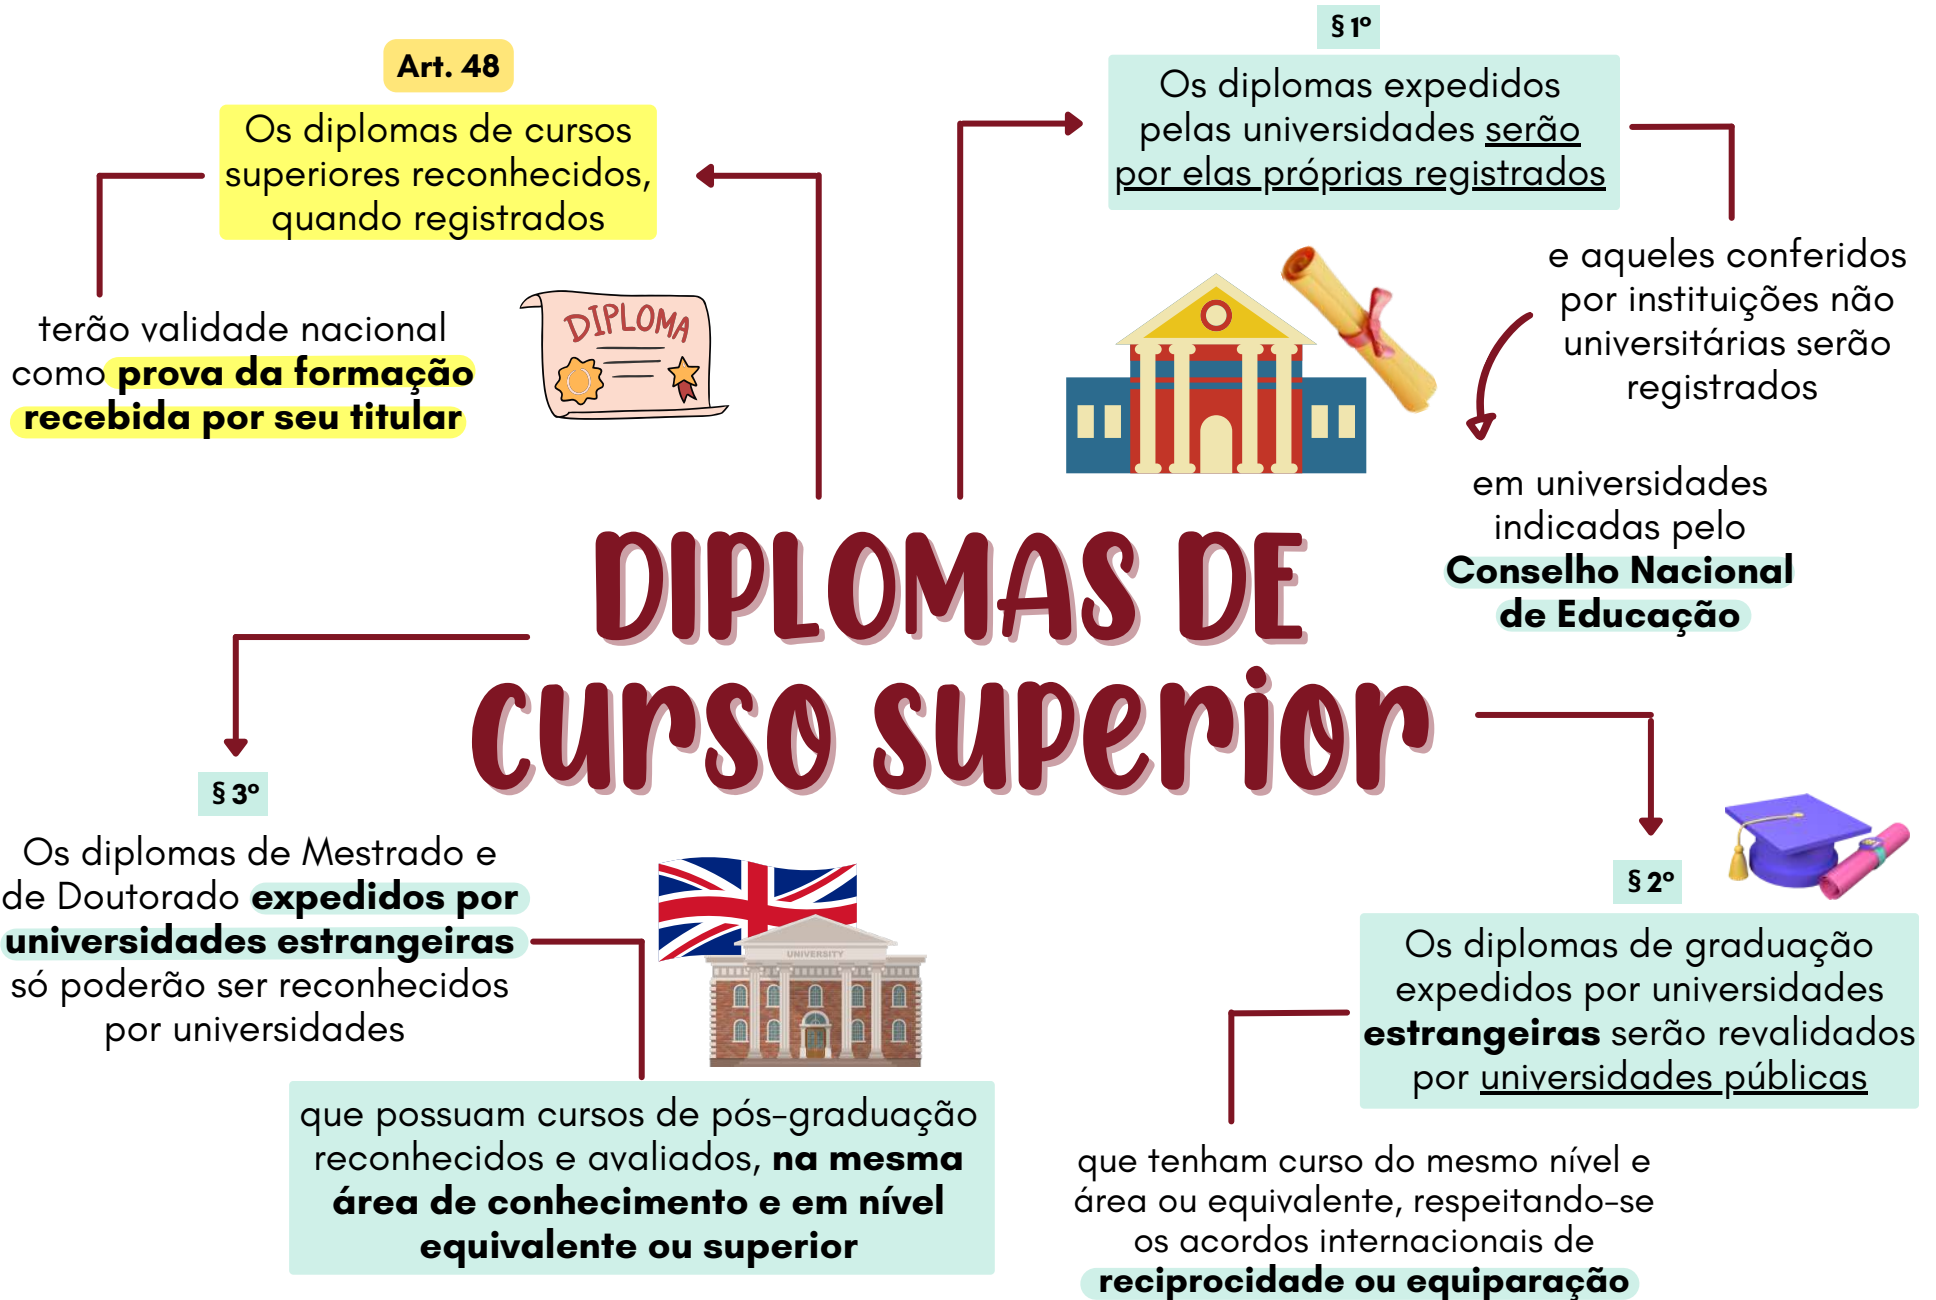 Art. 48
Os diplomas de cursos
superiores reconhecidos,
quando registrados
terão validade nacional
como prova da formação
recebida por seu titular
DIPLOMA
§ 1º
Os diplomas expedidos
pelas universidades serão
por elas próprias registrados
e aqueles conferidos
por instituições não
universitárias serão
registrados
em universidades
indicadas pelo
Conselho Nacional
de Educação
DIPLOMAS DE
curso superior
§ 3º
Os diplomas de Mestrado e
de Doutorado expedidos por
universidades estrangeiras
só poderão ser reconhecidos
por universidades
UNIVERSITY
que possuam cursos de pós-graduação
reconhecidos e avaliados, na mesma
área de conhecimento e em nível
equivalente ou superior
§ 2º
Os diplomas de graduação
expedidos por universidades
estrangeiras serão revalidados
por universidades públicas
que tenham curso do mesmo nível e
área ou equivalente, respeitando-se
os acordos internacionais de
reciprocidade ou equiparação